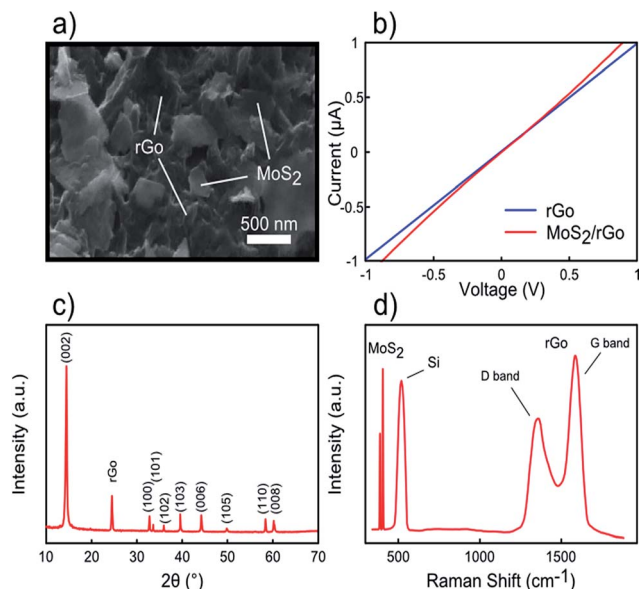 a)
rGo
MoS2
500 nm
b)
Current (µA)
1
0.5
0
-0.5
-1
rGo
MoS2/rGo
-1
-0.5
0
0.5
1
Voltage (V)
c)
Intensity (a.u.)
(002)
rGo
(100)
(101)
(102)
(103)
(006)
(105)
(110)
(008)
10
20
30
40
50
60
70
2θ (°)
d)
Intensity (a.u.)
MoS2
Si
D band
rGo
G band
500
1000
1500
Raman Shift (cm-1)